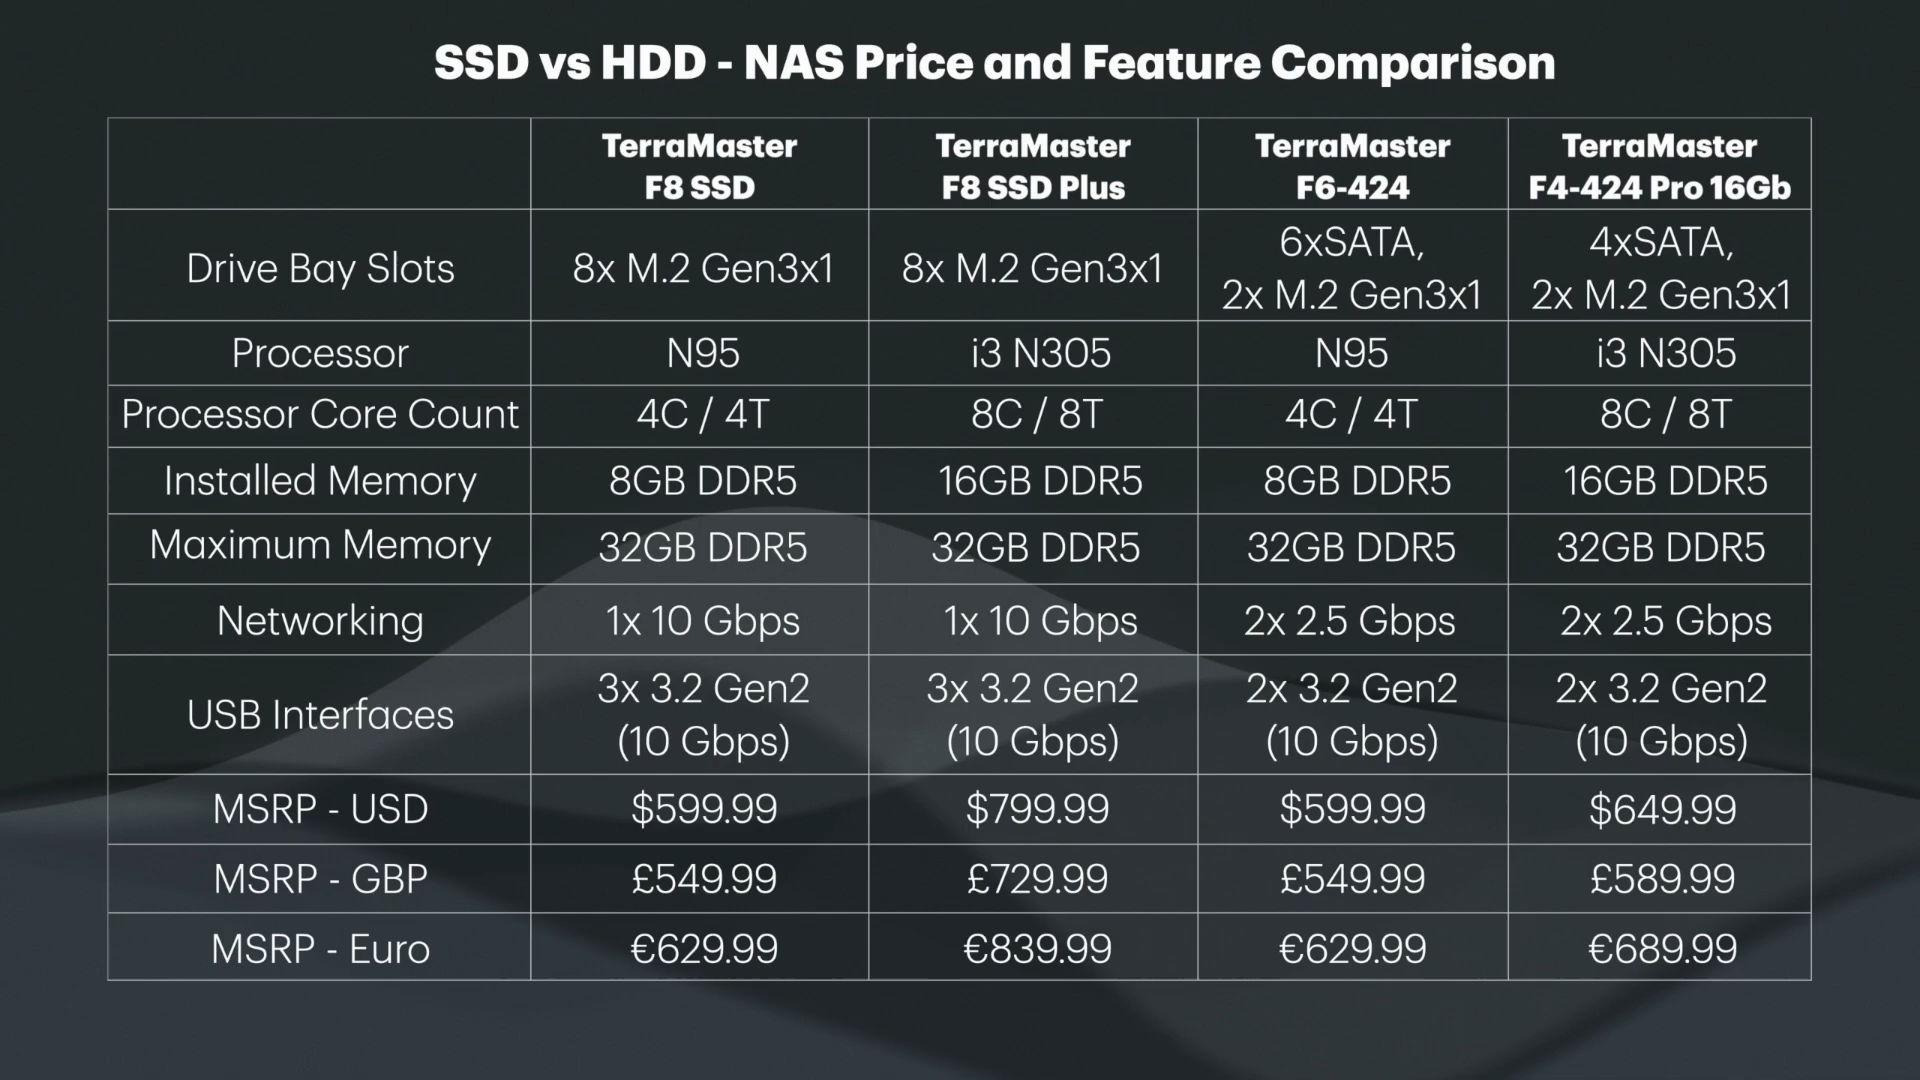 SSD vs HDD - NAS Price and Feature Comparison
TerraMaster F8 SSD
TerraMaster F8 SSD Plus
TerraMaster F6-424
TerraMaster F4-424 Pro 16Gb
Drive Bay Slots
8x M.2 Gen3x1
8x M.2 Gen3x1
6xSATA,
2x M.2 Gen3x1
4xSATA,
2x M.2 Gen3x1
Processor
N95
i3 N305
N95
i3 N305
Processor Core Count
4C / 4T
8C / 8T
4C / 4T
8C / 8T
Installed Memory
8GB DDR5
16GB DDR5
8GB DDR5
16GB DDR5
Maximum Memory
32GB DDR5
32GB DDR5
32GB DDR5
32GB DDR5
Networking
1x 10 Gbps
1x 10 Gbps
2x 2.5 Gbps
2x 2.5 Gbps
USB Interfaces
3x 3.2 Gen2
(10 Gbps)
3x 3.2 Gen2
(10 Gbps)
2x 3.2 Gen2
(10 Gbps)
2x 3.2 Gen2
(10 Gbps)
MSRP - USD
$599.99
$799.99
$599.99
$649.99
MSRP - GBP
£549.99
£729.99
£549.99
£589.99
MSRP - Euro
€629.99
€839.99
€629.99
€689.99